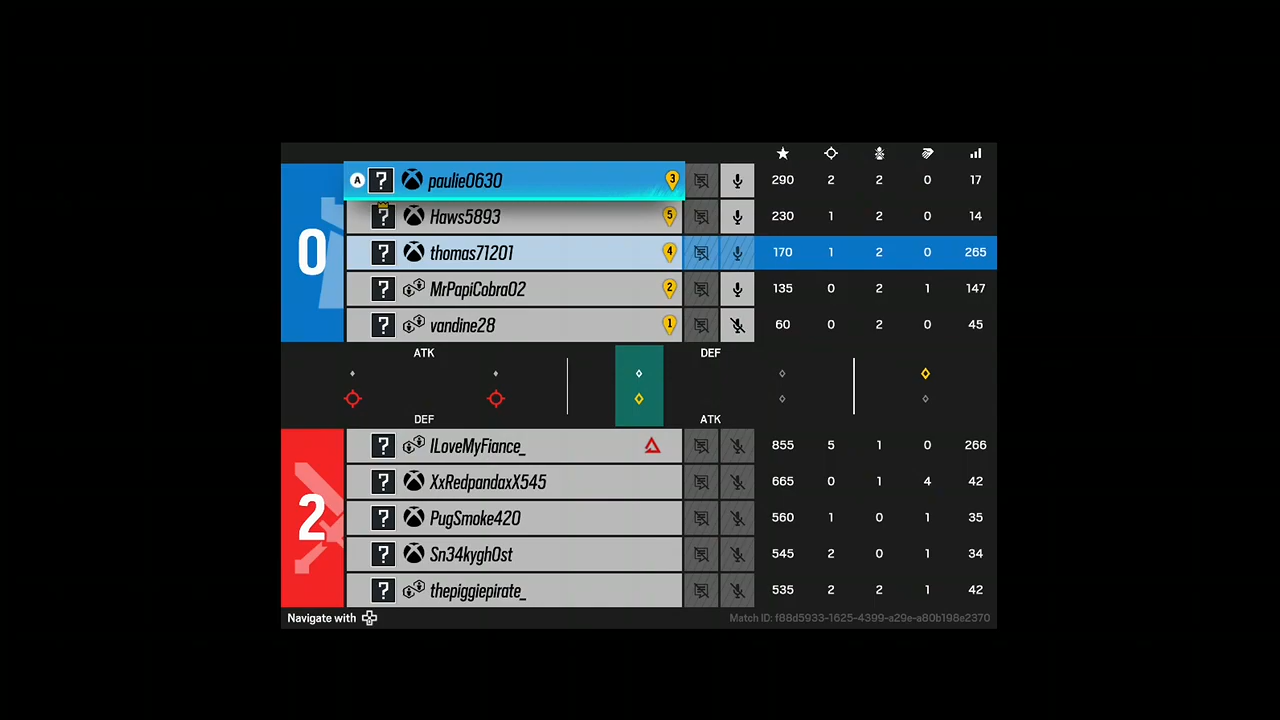 A ? paulie0630 3 290 2 2 0 17
0
? Haws5893 5 230 1 2 0 14
? thomas71201 4 170 1 2 0 265
? MrPapiCobra02 2 135 0 2 1 147
? vandine28 1 60 0 2 0 45
ATK DEF
DEF ATK
2
? ILoveMyFiance_ 855 5 1 0 266
? XxRedpandaxX545 665 0 1 4 42
? PugSmoke420 560 1 0 1 35
? Sn34kygh0st 545 2 0 1 34
? thepiggiepirate_ 535 2 2 1 42
Navigate with Match ID: f88d5933-1625-4399-a29e-a80b198e2370